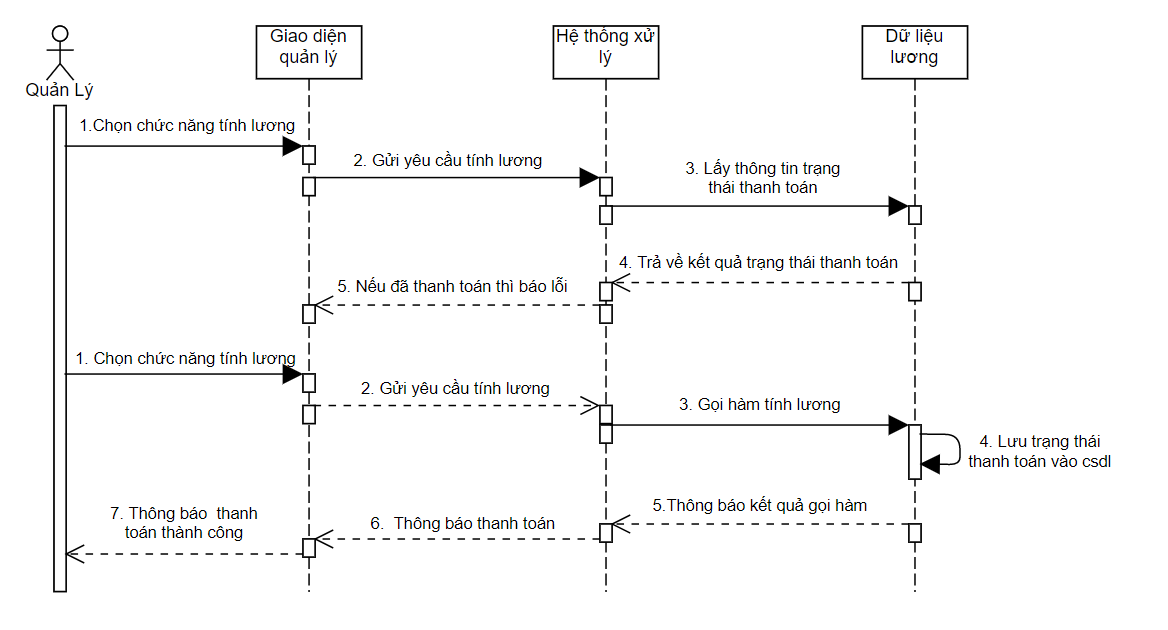 Quản Lý
Giao diện
quản lý
Hệ thông xử
lý
Dữ liệu
lương
1.Chọn chức năng tính lương
2. Gửi yêu cầu tính lương
3. Lấy thông tin trạng
thái thanh toán
4. Trả về kết quả trạng thái thanh toán
5. Nếu đã thanh toán thì báo lỗi
1. Chọn chức năng tính lương
2. Gửi yêu cầu tính lương
3. Gọi hàm tính lương
4. Lưu trạng thái
thanh toán vào csdl
5.Thông báo kết quả gọi hàm
6. Thông báo thanh toán
7. Thông báo thanh
toán thành công